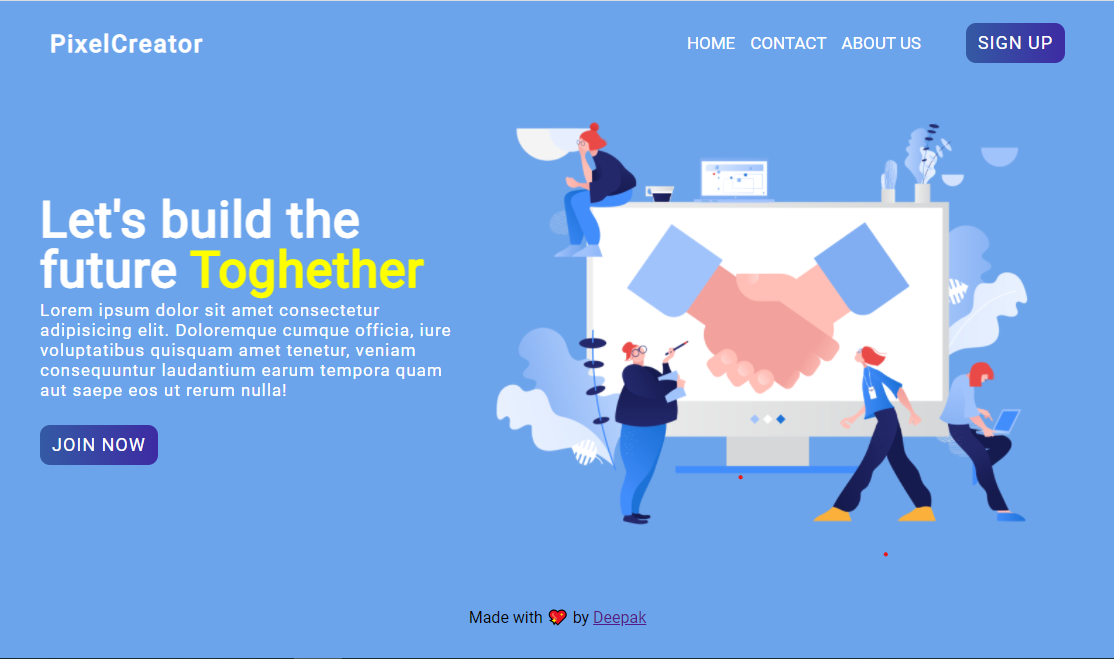 PixelCreator
HOME CONTACT ABOUT US SIGN UP
Let's build the
future Toghether
Lorem ipsum dolor sit amet consectetur
adipisicing elit. Doloremque cumque officia, iure
voluptatibus quisquam amet tenetur, veniam
consequuntur laudantium earum tempora quam
aut saepe eos ut rerum nulla!
JOIN NOW
Made with 💖 by Deepak